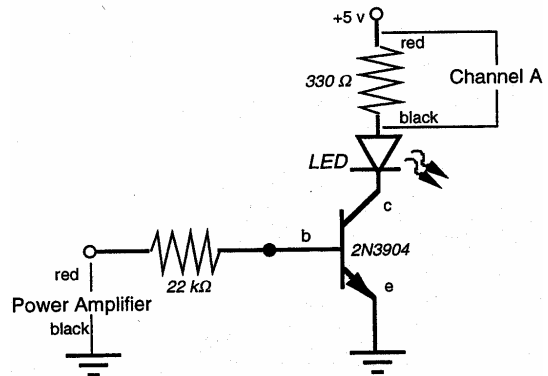 +5 v
red
330 Ω
Channel A
black
LED
c
b
2N3904
red
22 kΩ
e
Power Amplifier
black